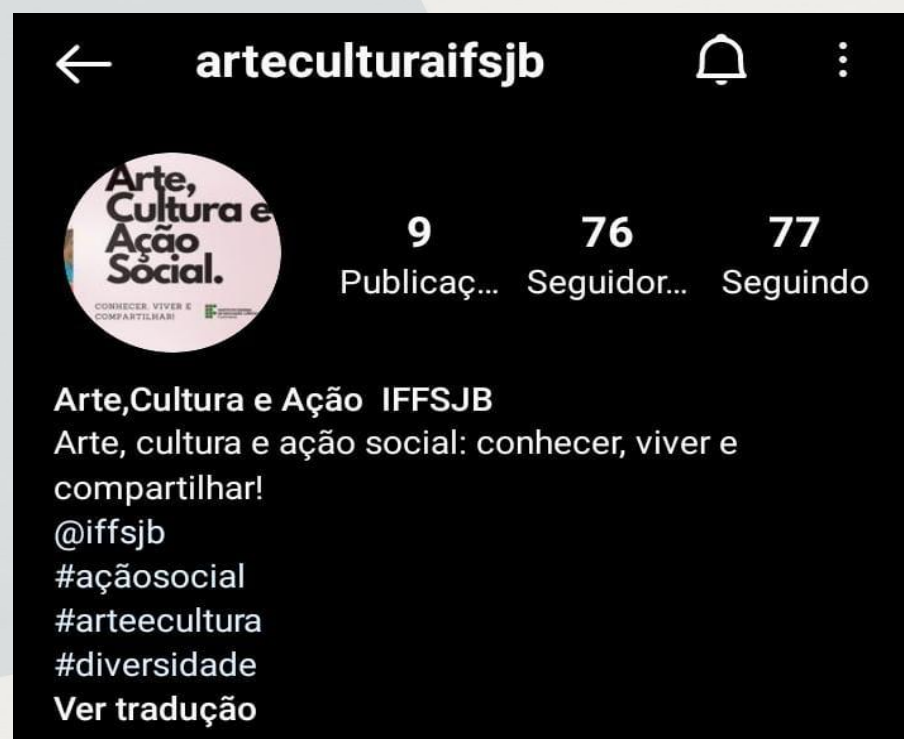 arteculturaifsjb
Arte,
Cultura e
Ação
Social.
CONHECER, VIVER E
COMPARTILHAR!
9
Publicaç...
76
Seguidor...
77
Seguindo
Arte,Cultura e Ação IFFSJB
Arte, cultura e ação social: conhecer, viver e
compartilhar!
@iffsjb
#açãosocial
#arteecultura
#diversidade
Ver tradução